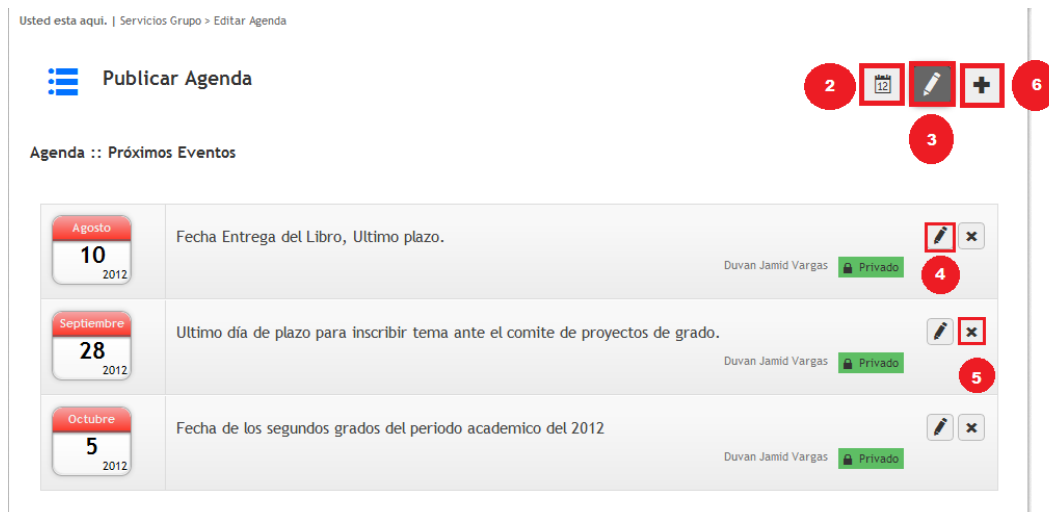 Usted esta aqui. | Servicios Grupo > Editar Agenda
Publicar Agenda
2
12
6
3
Agenda :: Próximos Eventos
Agosto
10
2012
Fecha Entrega del Libro, Ultimo plazo.
Duvan Jamid Vargas
Privado
4
Septiembre
28
2012
Ultimo día de plazo para inscribir tema ante el comite de proyectos de grado.
Duvan Jamid Vargas
Privado
5
Octubre
5
2012
Fecha de los segundos grados del periodo academico del 2012
Duvan Jamid Vargas
Privado